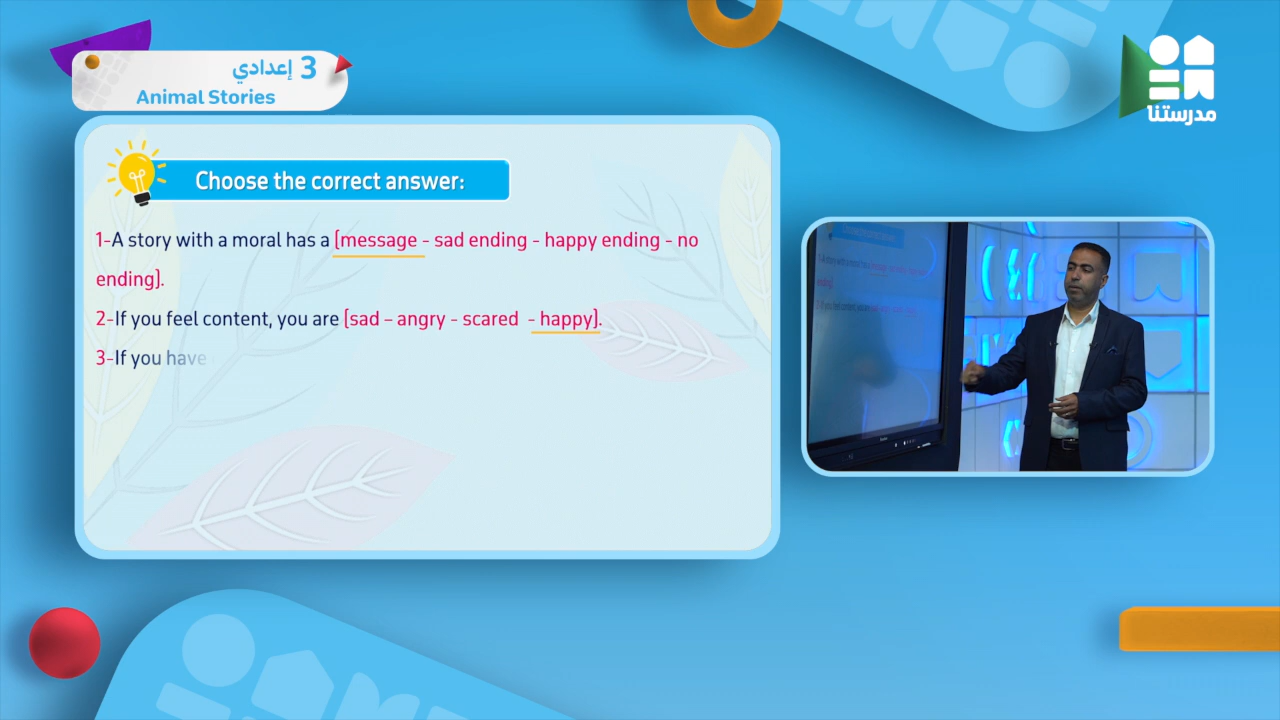 3 إعدادي
Animal Stories
مدرستنا
Choose the correct answer:
1-A story with a moral has a (message - sad ending - happy ending - no
ending).
2-If you feel content, you are (sad – angry - scared - happy).
3-If you have